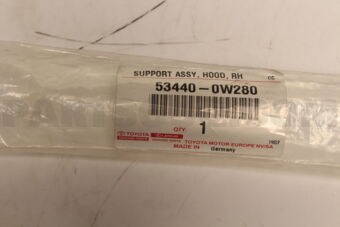 SUPPORT ASSY, HOOD, RH
53440-0W280
QTY.
1
TOYOTA
TOYOTA MOTOR EUROPE NV/SA
MADE IN Germany